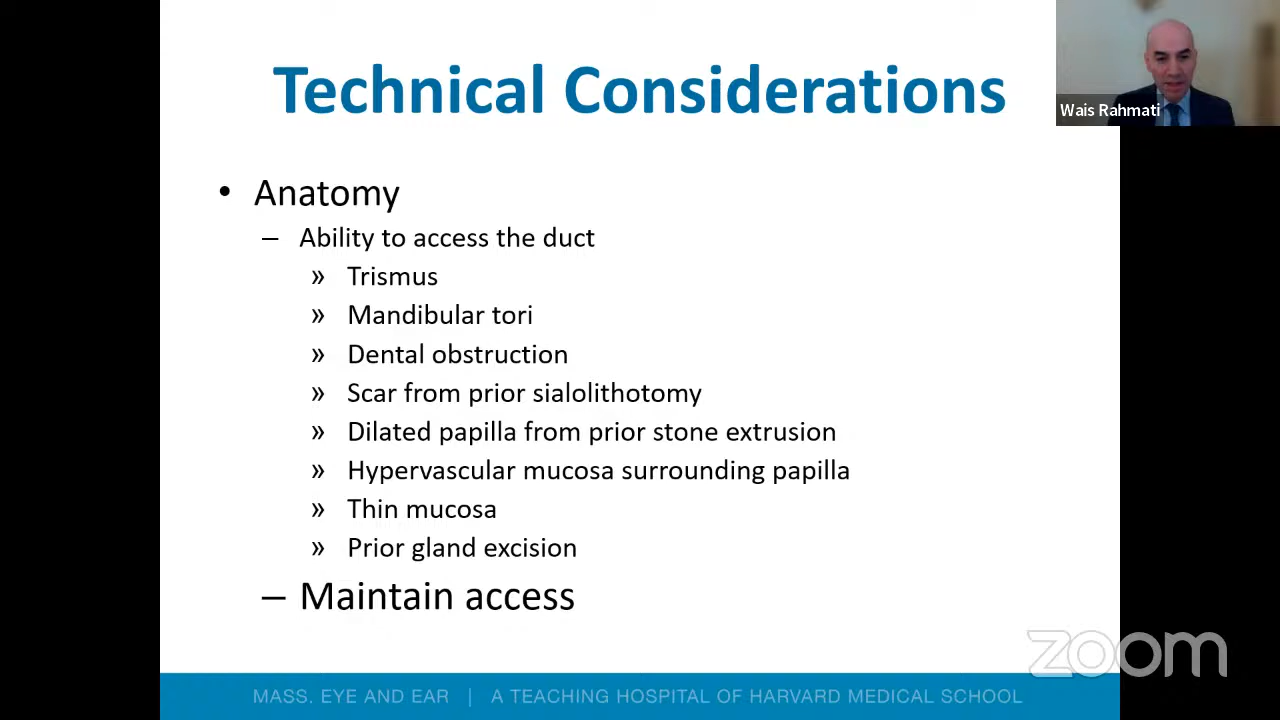 Technical Considerations
Wais Rahmati
• Anatomy
– Ability to access the duct
» Trismus
» Mandibular tori
» Dental obstruction
» Scar from prior sialolithotomy
» Dilated papilla from prior stone extrusion
» Hypervascular mucosa surrounding papilla
» Thin mucosa
» Prior gland excision
– Maintain access
zoom
MASS. EYE AND EAR | A TEACHING HOSPITAL OF HARVARD MEDICAL SCHOOL